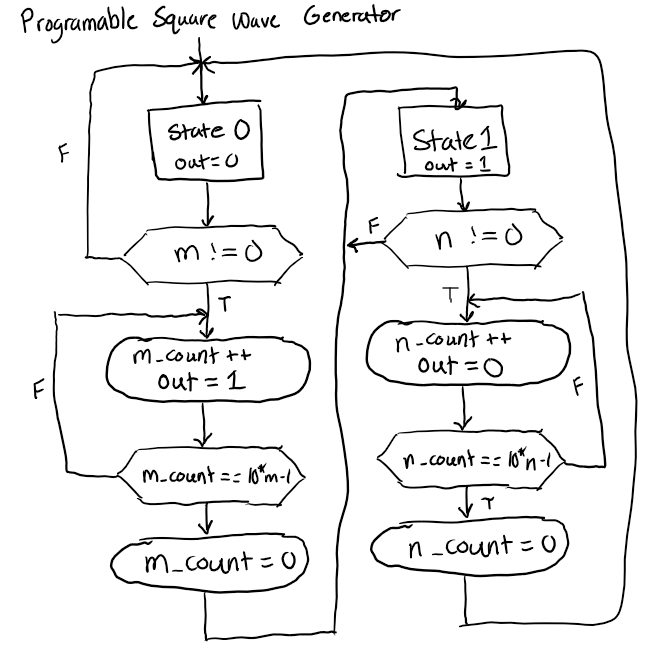 Programable Square Wave Generator
State 0
out=0
F
m != 0
T
m_count ++
out = 1
F
m_count == 10*m-1
m_count = 0
State 1
out = 1
F
n != 0
T
n_count ++
out = 0
F
n_count == 10*n-1
T
n_count = 0